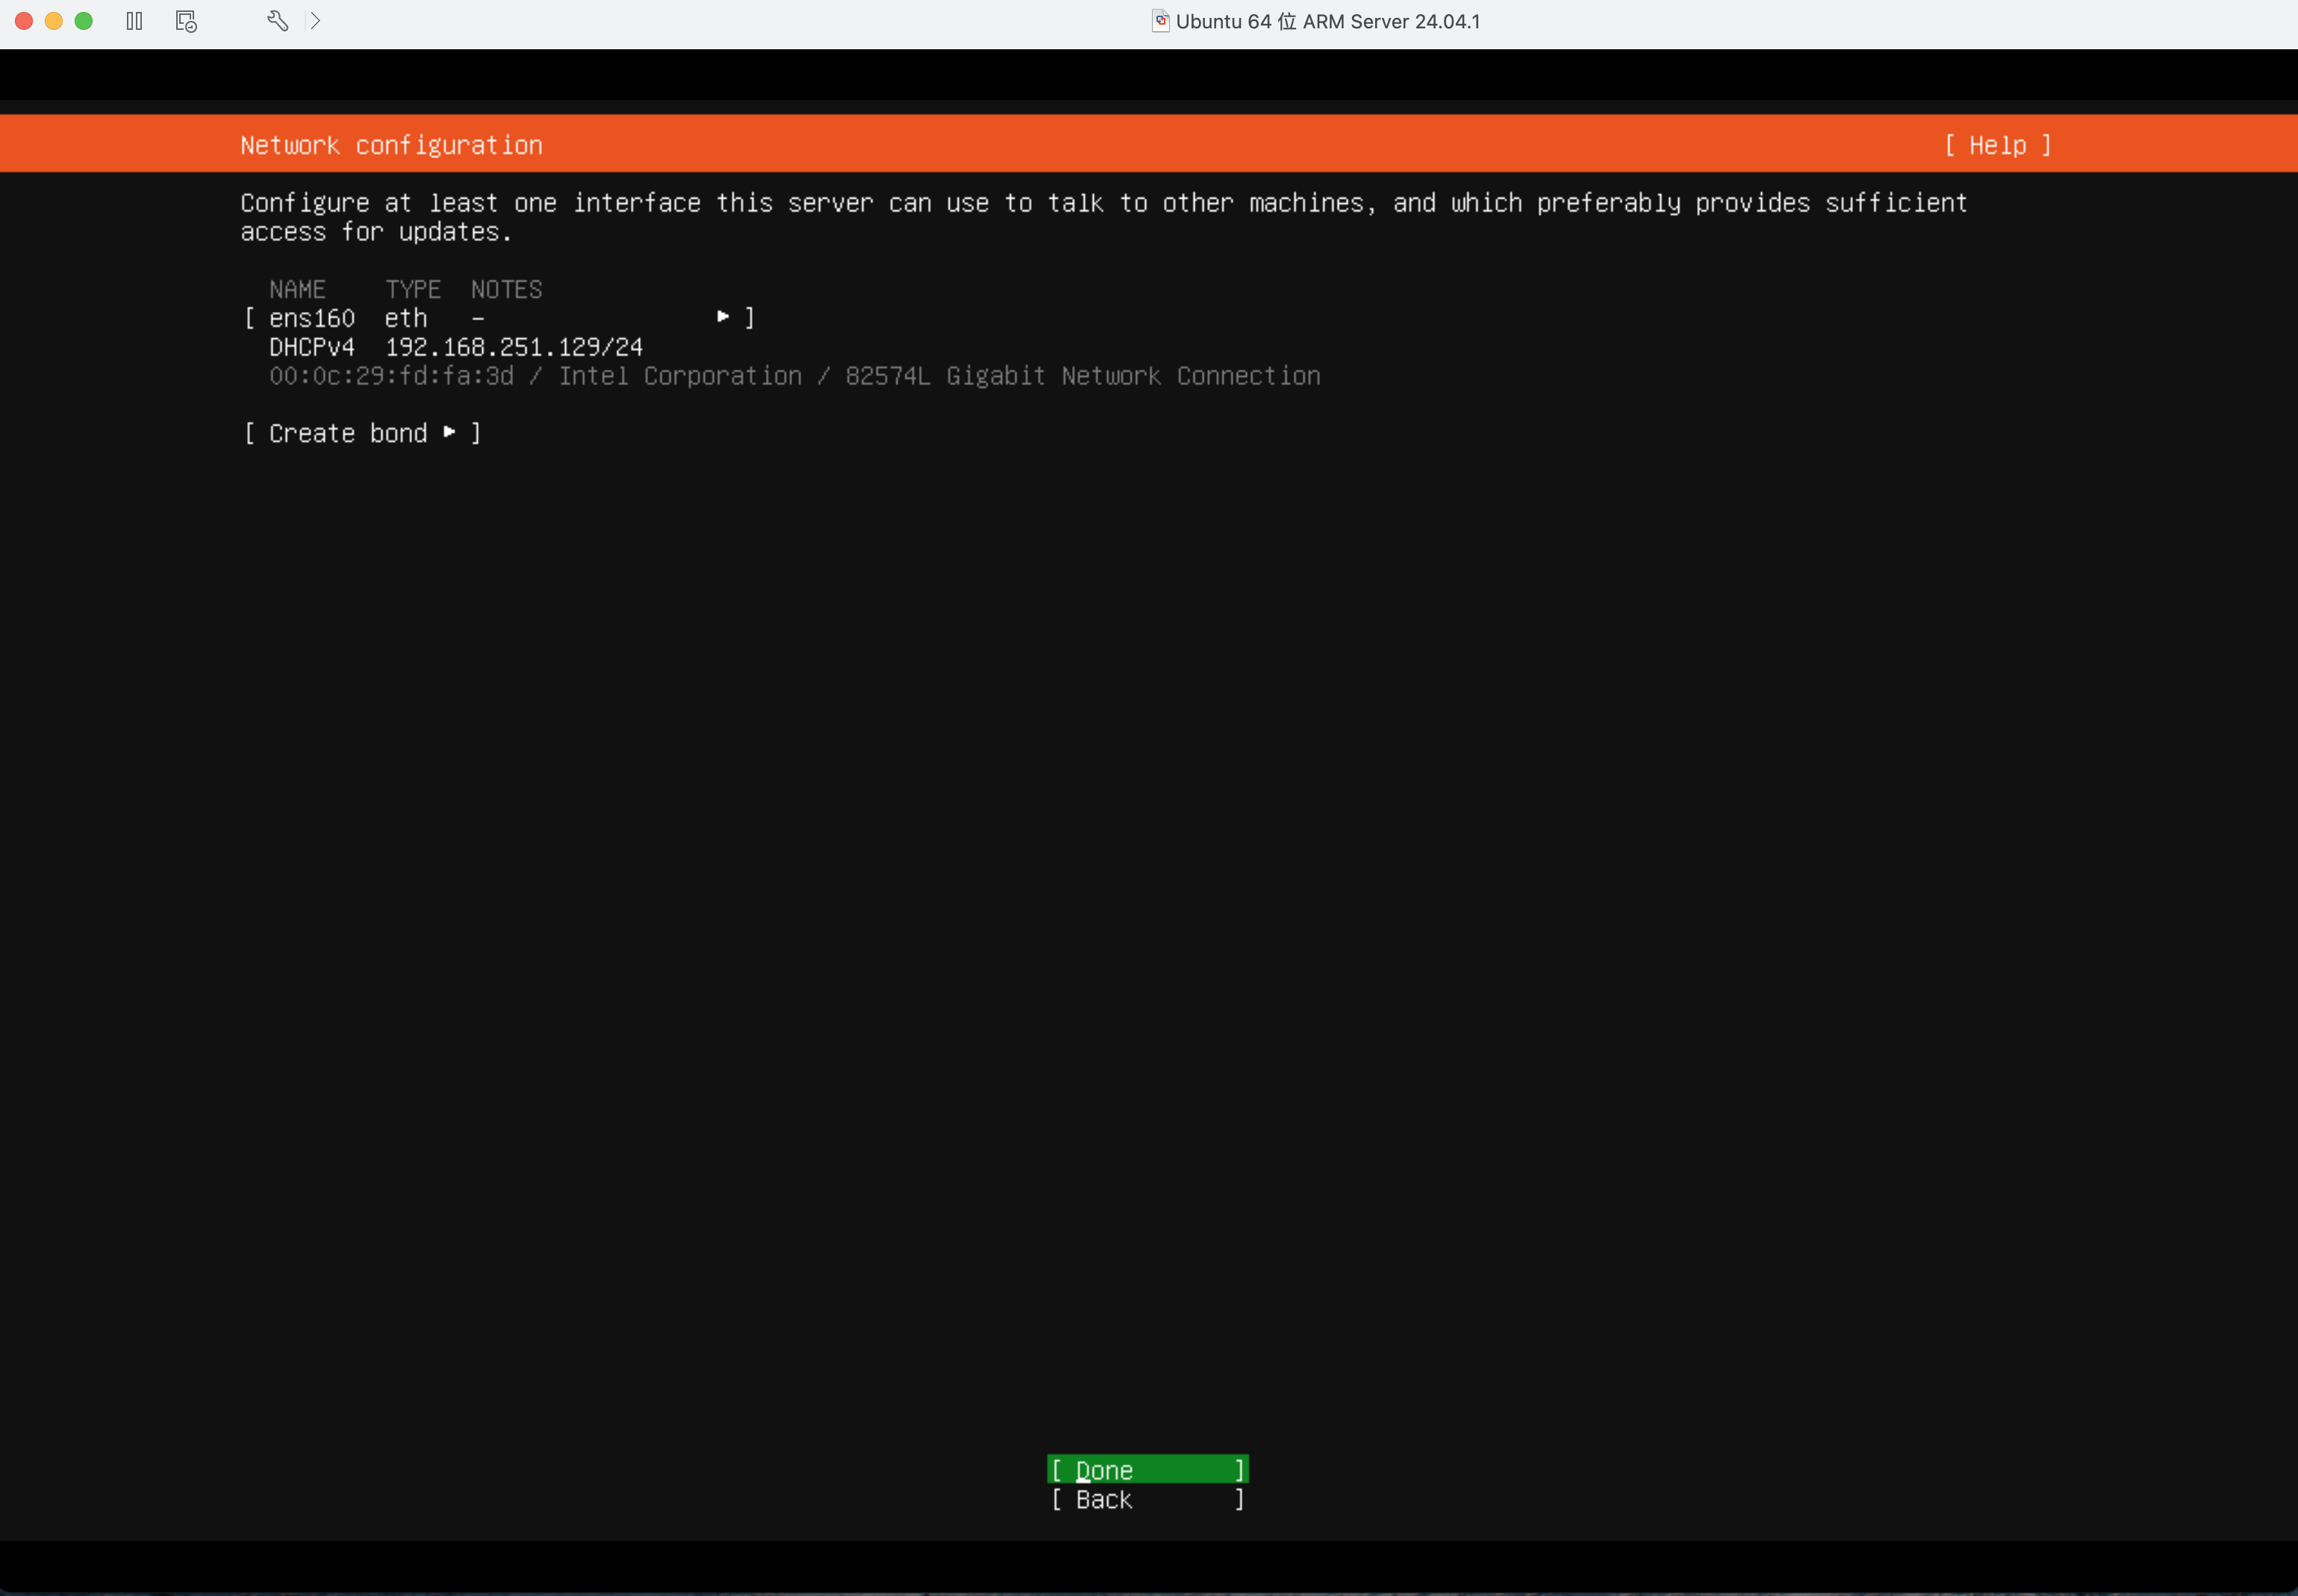 Ubuntu 64 位 ARM Server 24.04.1
Network configuration [ Help ]
Configure at least one interface this server can use to talk to other machines, and which preferably provides sufficient
access for updates.
NAME TYPE NOTES
[ ens160 eth - ▸ ]
DHCPv4 192.168.251.129/24
00:0c:29:fd:fa:3d / Intel Corporation / 82574L Gigabit Network Connection
[ Create bond ▸ ]
[ Done ]
[ Back ]